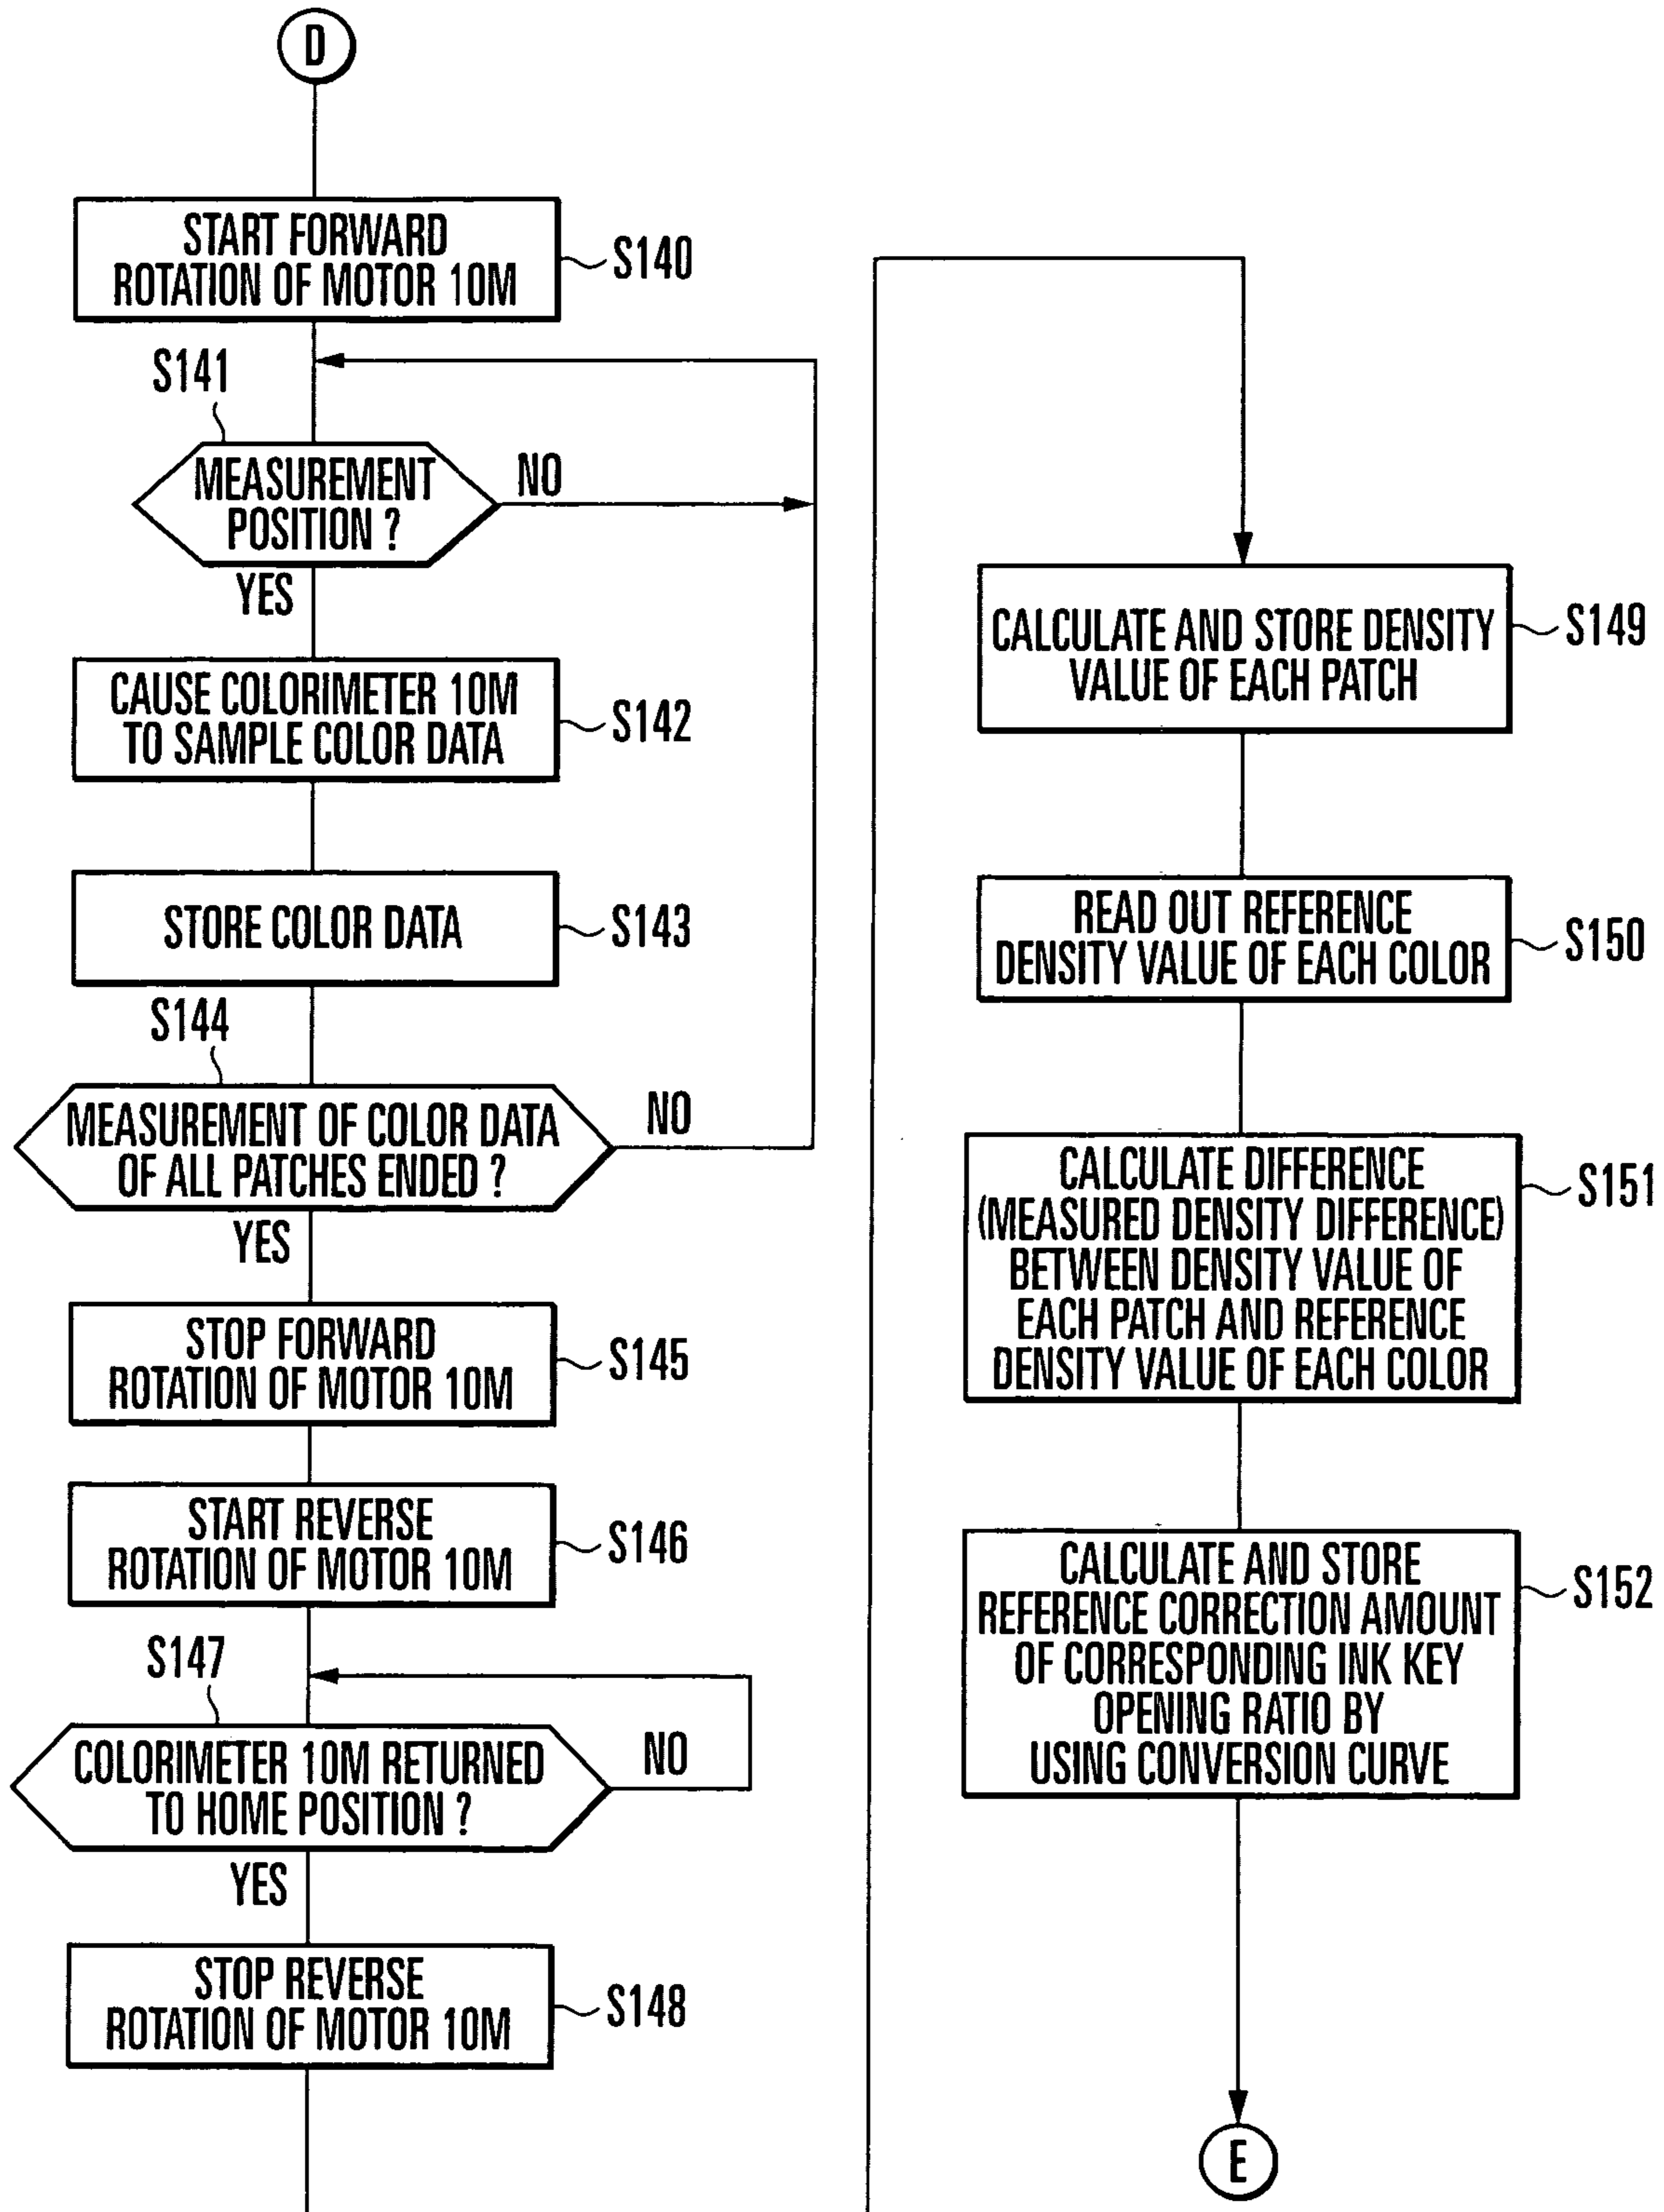 D
START FORWARD
ROTATION OF MOTOR 10M
S140
S141
MEASUREMENT
POSITION ?
NO
YES
CAUSE COLORIMETER 10M
TO SAMPLE COLOR DATA
S142
STORE COLOR DATA
S143
S144
MEASUREMENT OF COLOR DATA
OF ALL PATCHES ENDED ?
NO
YES
STOP FORWARD
ROTATION OF MOTOR 10M
S145
START REVERSE
ROTATION OF MOTOR 10M
S146
S147
COLORIMETER 10M RETURNED
TO HOME POSITION ?
NO
YES
STOP REVERSE
ROTATION OF MOTOR 10M
S148
CALCULATE AND STORE DENSITY
VALUE OF EACH PATCH
S149
READ OUT REFERENCE
DENSITY VALUE OF EACH COLOR
S150
CALCULATE DIFFERENCE
(MEASURED DENSITY DIFFERENCE)
BETWEEN DENSITY VALUE OF
EACH PATCH AND REFERENCE
DENSITY VALUE OF EACH COLOR
S151
CALCULATE AND STORE
REFERENCE CORRECTION AMOUNT
OF CORRESPONDING INK KEY
OPENING RATIO BY
USING CONVERSION CURVE
S152
E